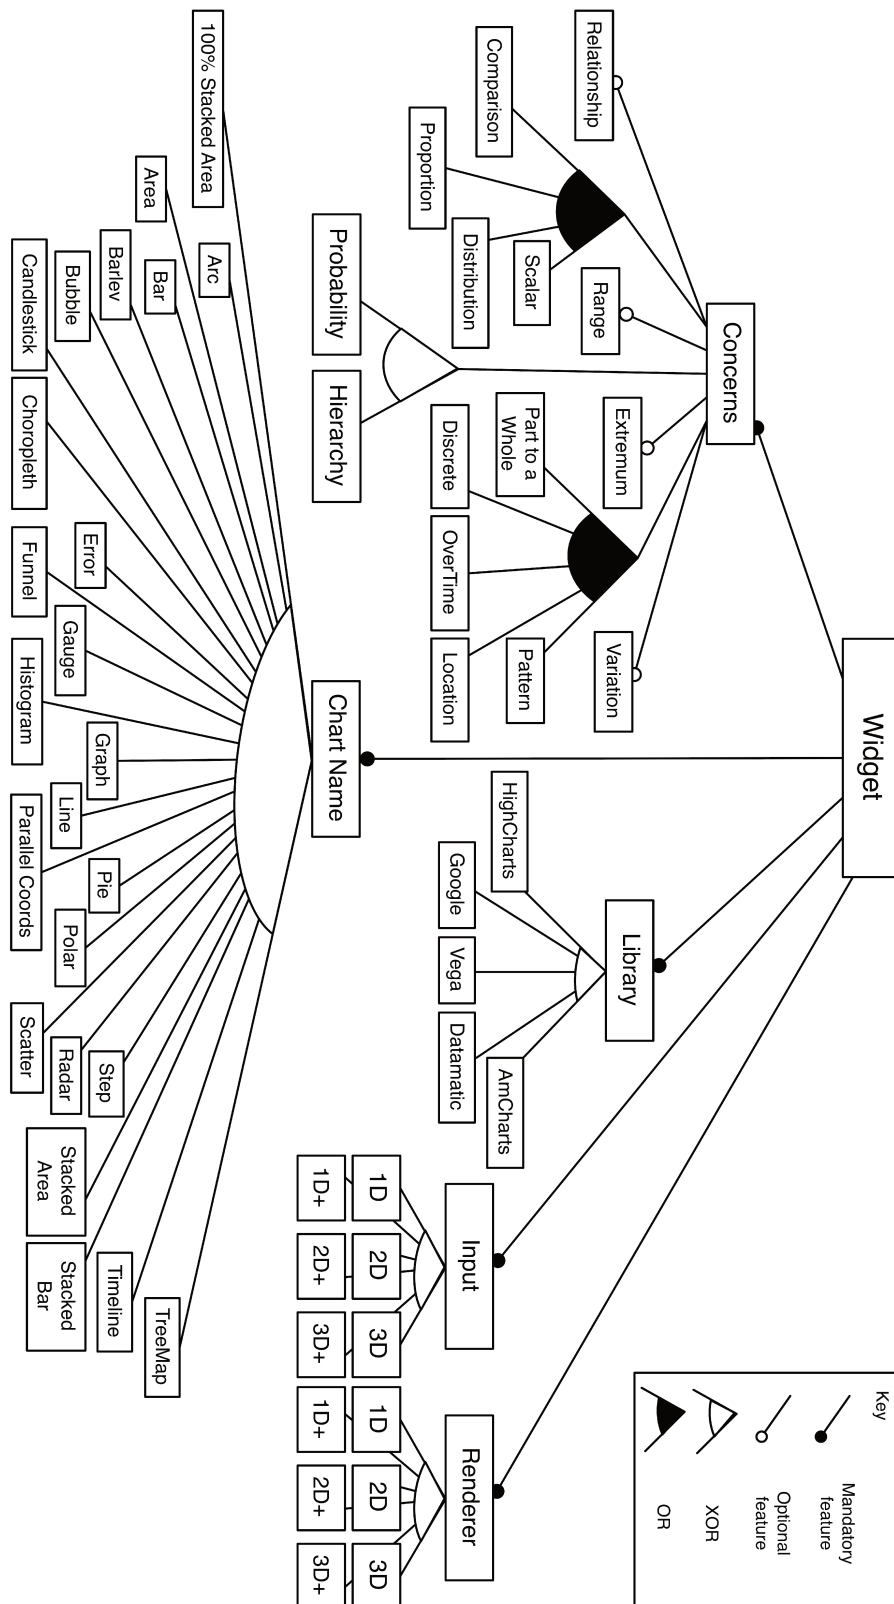 Widget
Key
Mandatory
feature
Optional
feature
XOR
OR
Concerns
Relationship
Comparison
Proportion
Distribution
Scalar
Range
Probability
Hierarchy
Extremum
Part to a
Whole
Discrete
OverTime
Location
Pattern
Variation
Library
HighCharts
Google
Vega
Datamatic
AmCharts
Input
1D
2D
3D
1D+
2D+
3D+
Renderer
1D
2D
3D
1D+
2D+
3D+
Chart Name
100% Stacked Area
Area
Arc
Bar
Barlev
Bubble
Candlestick
Choropleth
Error
Funnel
Gauge
Histogram
Graph
Line
Parallel Coords
Pie
Polar
Scatter
Radar
Step
Stacked
Area
Stacked
Bar
Timeline
TreeMap